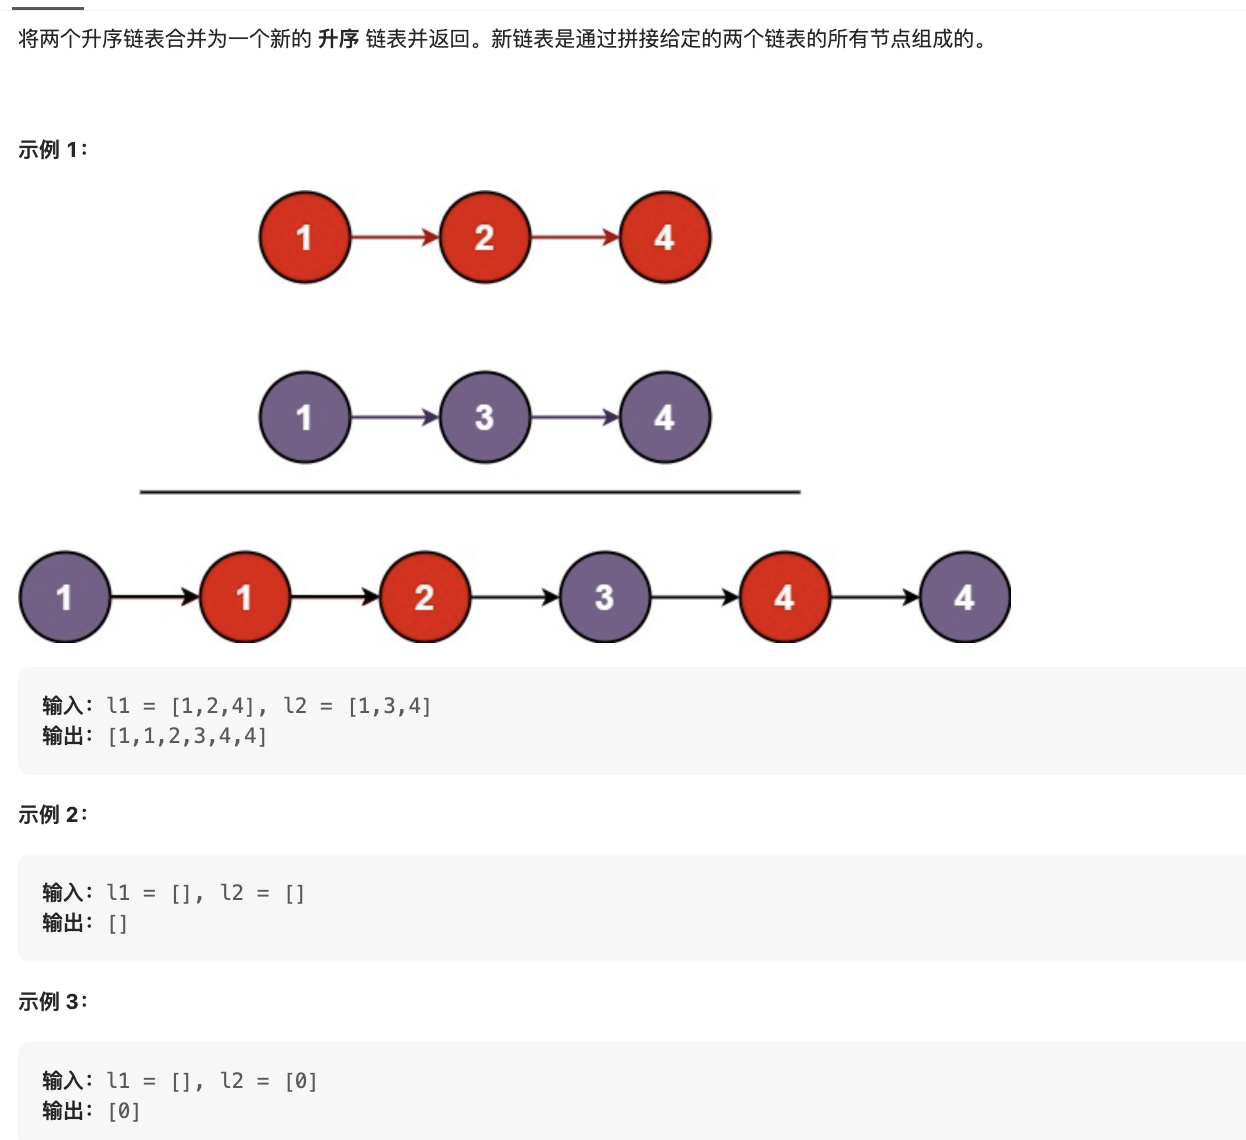 将两个升序链表合并为一个新的 升序 链表并返回。新链表是通过拼接给定的两个链表的所有节点组成的。
示例 1：
1 2 4
1 3 4
1 1 2 3 4 4
输入：l1 = [1,2,4], l2 = [1,3,4]
输出：[1,1,2,3,4,4]
示例 2：
输入：l1 = [], l2 = []
输出：[]
示例 3：
输入：l1 = [], l2 = [0]
输出：[0]